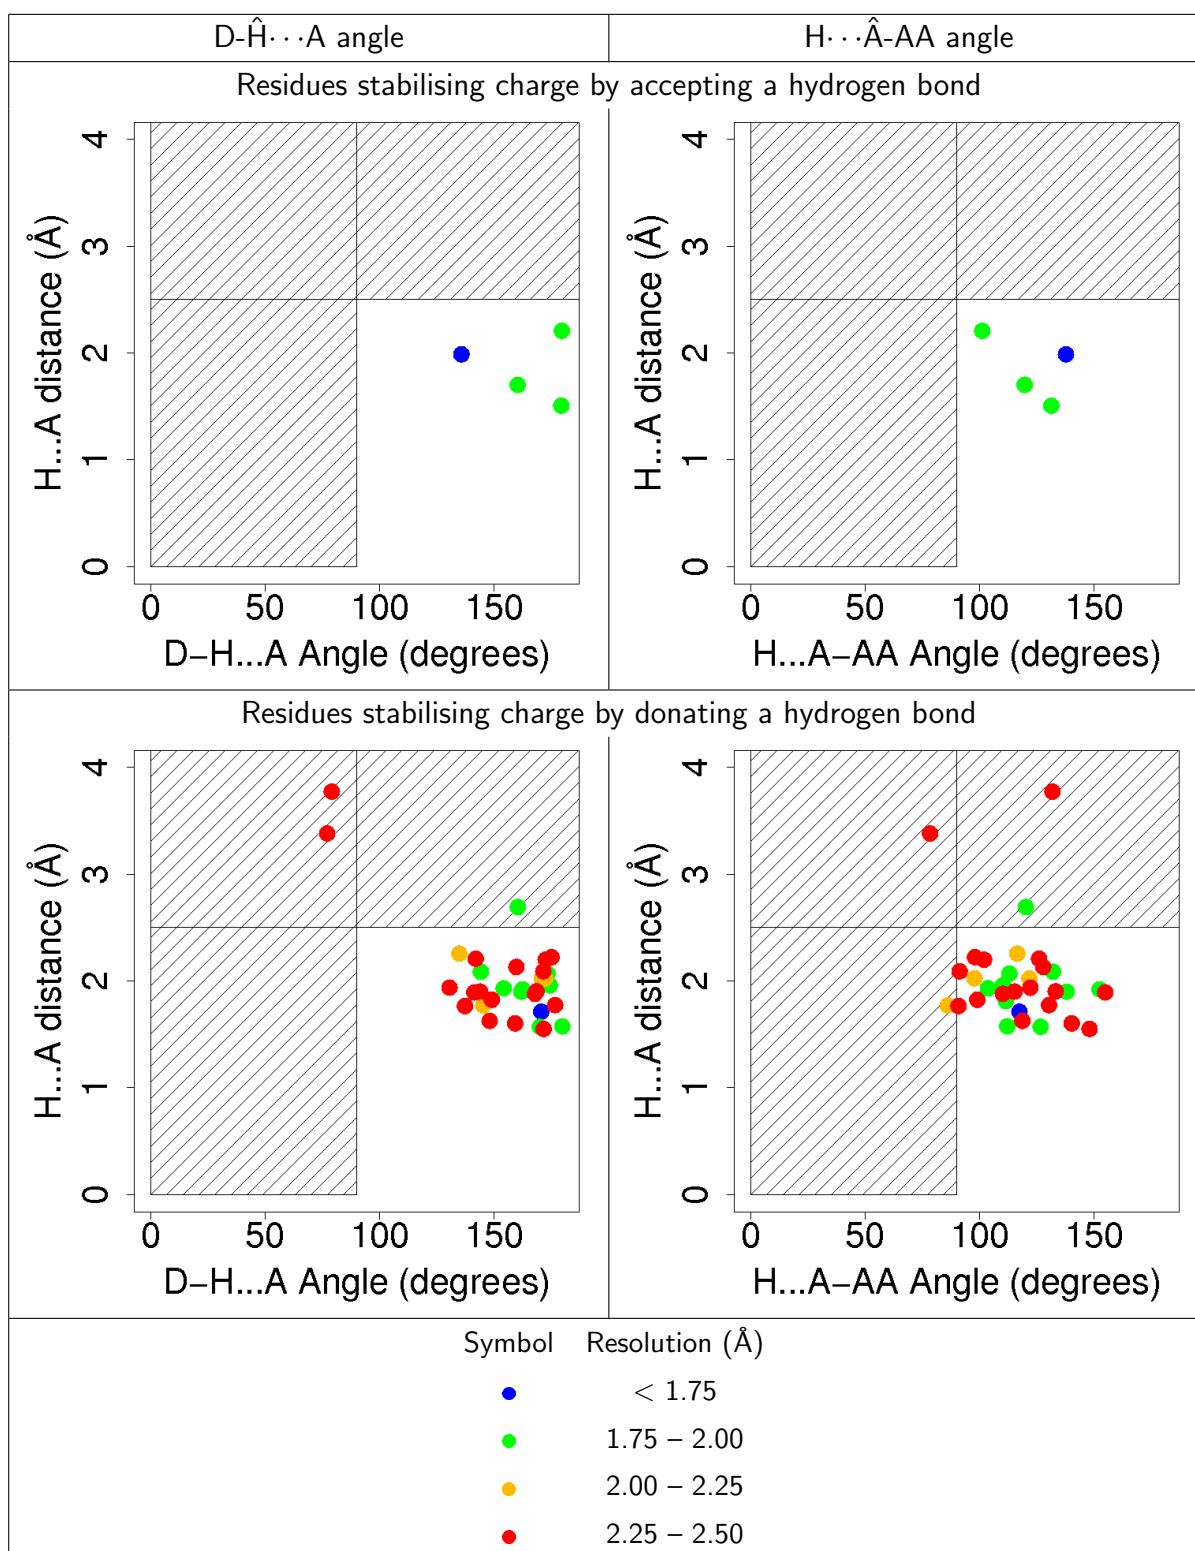 D-Ĥ···A angle
H···Â-AA angle
Residues stabilising charge by accepting a hydrogen bond
H...A distance (Å)
4
3
2
1
0
0 50 100 150
D–H...A Angle (degrees)
H...A distance (Å)
4
3
2
1
0
0 50 100 150
H...A–AA Angle (degrees)
Residues stabilising charge by donating a hydrogen bond
H...A distance (Å)
4
3
2
1
0
0 50 100 150
D–H...A Angle (degrees)
H...A distance (Å)
4
3
2
1
0
0 50 100 150
H...A–AA Angle (degrees)
Symbol Resolution (Å)
< 1.75
1.75 – 2.00
2.00 – 2.25
2.25 – 2.50